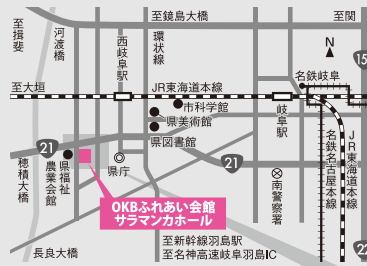 至鏡島大橋
至関
至揖斐
河渡橋
西岐阜駅
環状線
N
15
名鉄岐阜
至大垣
JR東海道本線
市科学館
県美術館
県図書館
岐阜駅
21
21
穂積大橋
県福祉
農業会館
県庁
南警察署
名鉄名古屋本線
JR東海道本線
OKBふれあい会館
サラマンカホール
長良大橋
至新幹線羽島駅
至名神高速岐阜羽島IC
22